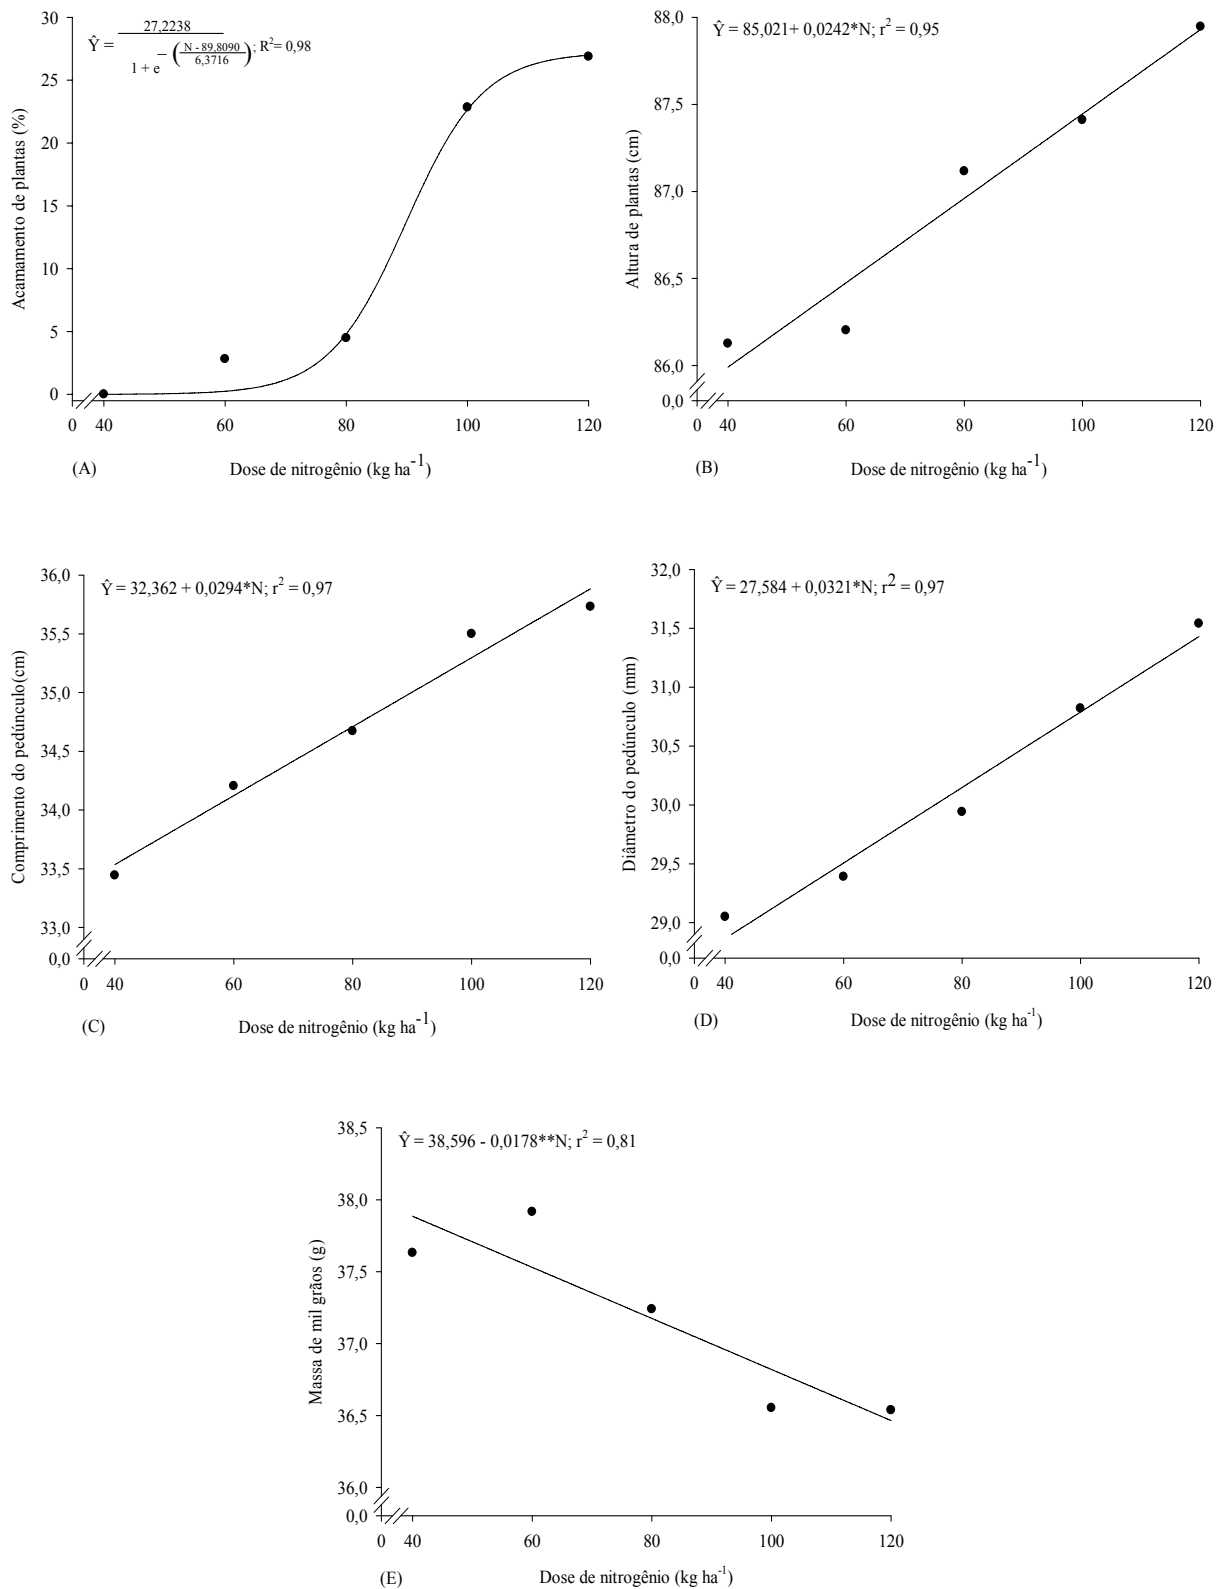 Ŷ = 27,2238 / 1 + e – (N - 89,8090 / 6,3716); R²= 0,98
30
25
20
15
10
5
0
Acamamento de plantas (%)
0 40 60 80 100 120
(A) Dose de nitrogênio (kg ha-1)
Ŷ = 85,021+ 0,0242*N; r² = 0,95
88,0
87,5
87,0
86,5
86,0
0,0
Altura de plantas (cm)
0 40 60 80 100 120
(B) Dose de nitrogênio (kg ha-1)
Ŷ = 32,362 + 0,0294*N; r² = 0,97
36,0
35,5
35,0
34,5
34,0
33,5
33,0
0,0
Comprimento do pedúnculo(cm)
0 40 60 80 100 120
(C) Dose de nitrogênio (kg ha-1)
Ŷ = 27,584 + 0,0321*N; r2 = 0,97
32,0
31,5
31,0
30,5
30,0
29,5
29,0
0,0
Diâmetro do pedúnculo (mm)
0 40 60 80 100 120
(D) Dose de nitrogênio (kg ha-1)
Ŷ = 38,596 - 0,0178**N; r² = 0,81
38,5
38,0
37,5
37,0
36,5
36,0
0,0
Massa de mil grãos (g)
0 40 60 80 100 120
(E) Dose de nitrogênio (kg ha-1)